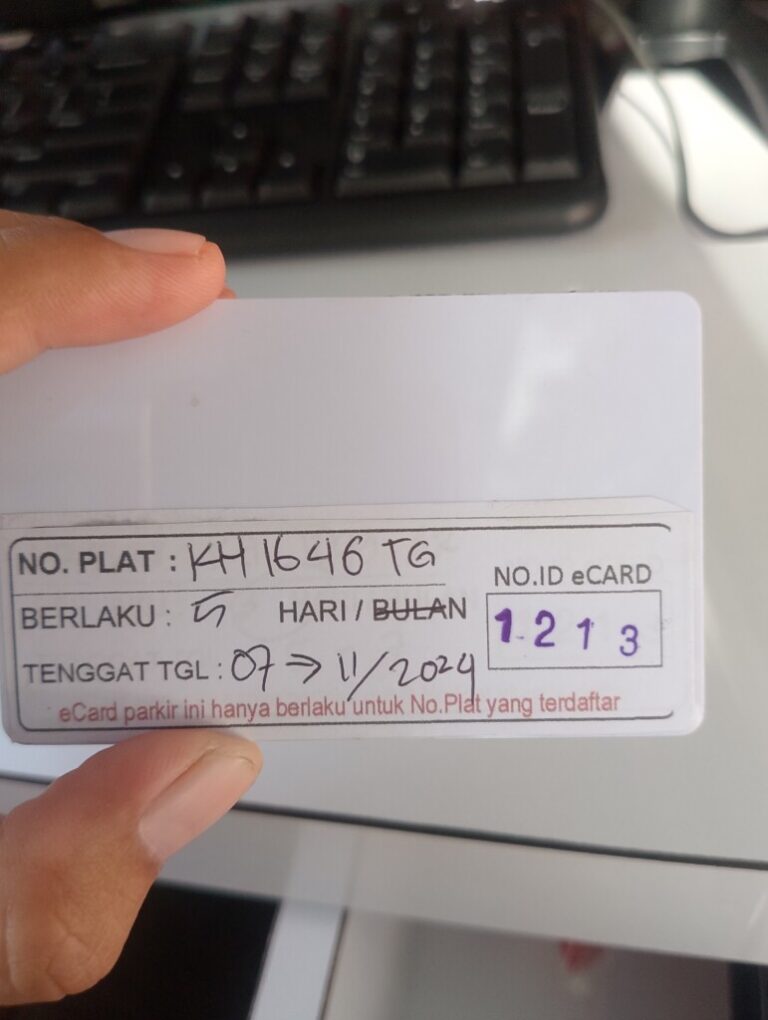 NO. PLAT : KH 1646 TG
NO.ID eCARD
BERLAKU : 5 HARI / BULAN
1213
TENGGAT TGL : 07 → 11/2024
eCard parkir ini hanya berlaku untuk No.Plat yang terdaftar